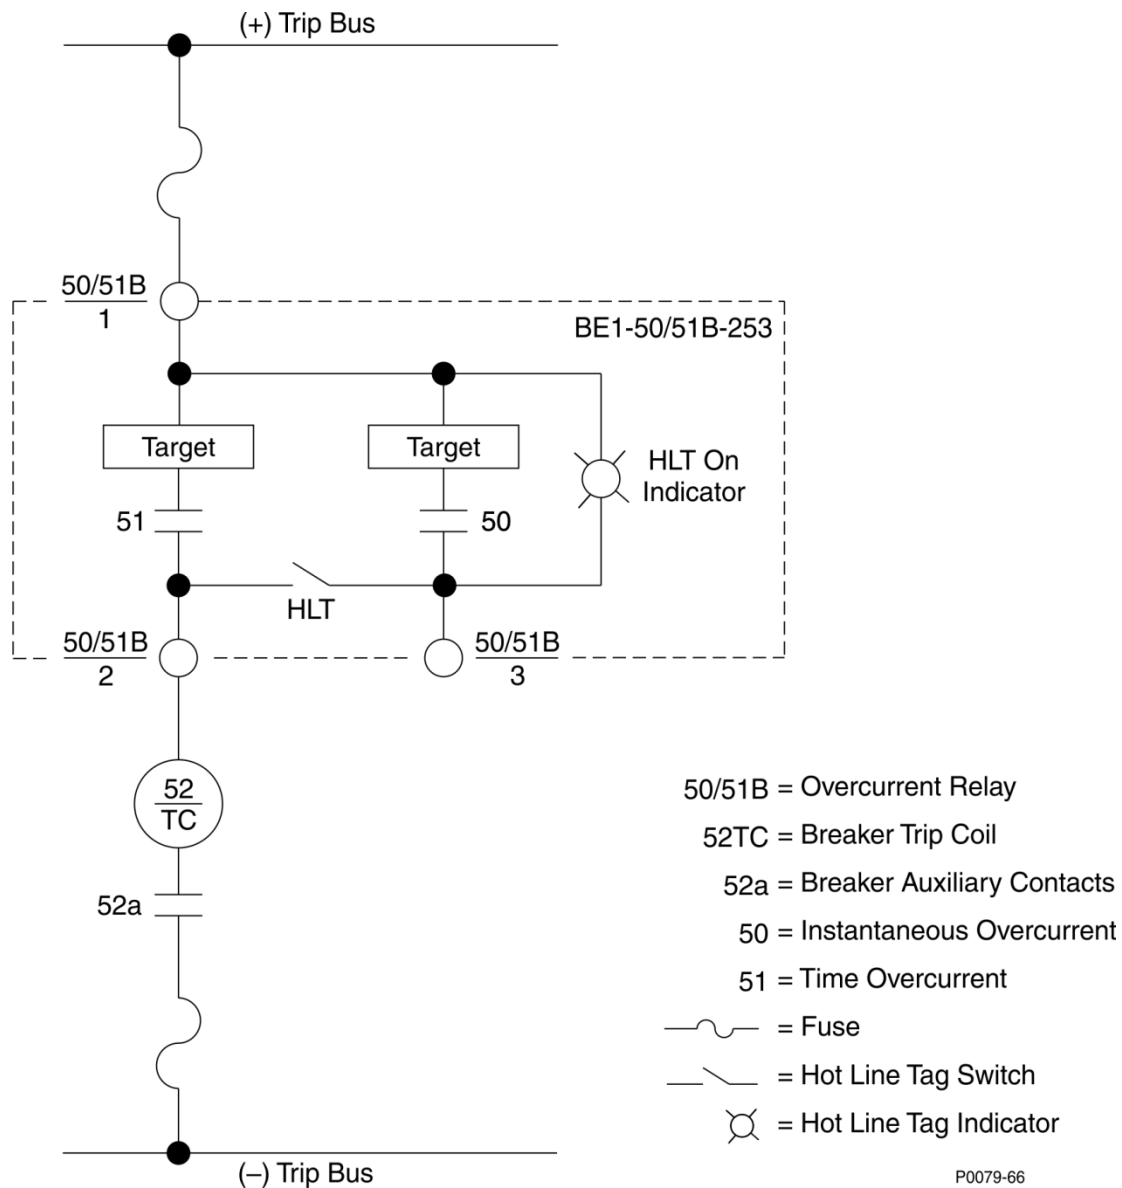 (+) Trip Bus
50/51B
1
BE1-50/51B-253
Target
Target
HLT On
Indicator
51
50
HLT
50/51B
2
50/51B
3
52
TC
52a
50/51B = Overcurrent Relay
52TC = Breaker Trip Coil
52a = Breaker Auxiliary Contacts
50 = Instantaneous Overcurrent
51 = Time Overcurrent
= Fuse
= Hot Line Tag Switch
= Hot Line Tag Indicator
(–) Trip Bus
P0079-66